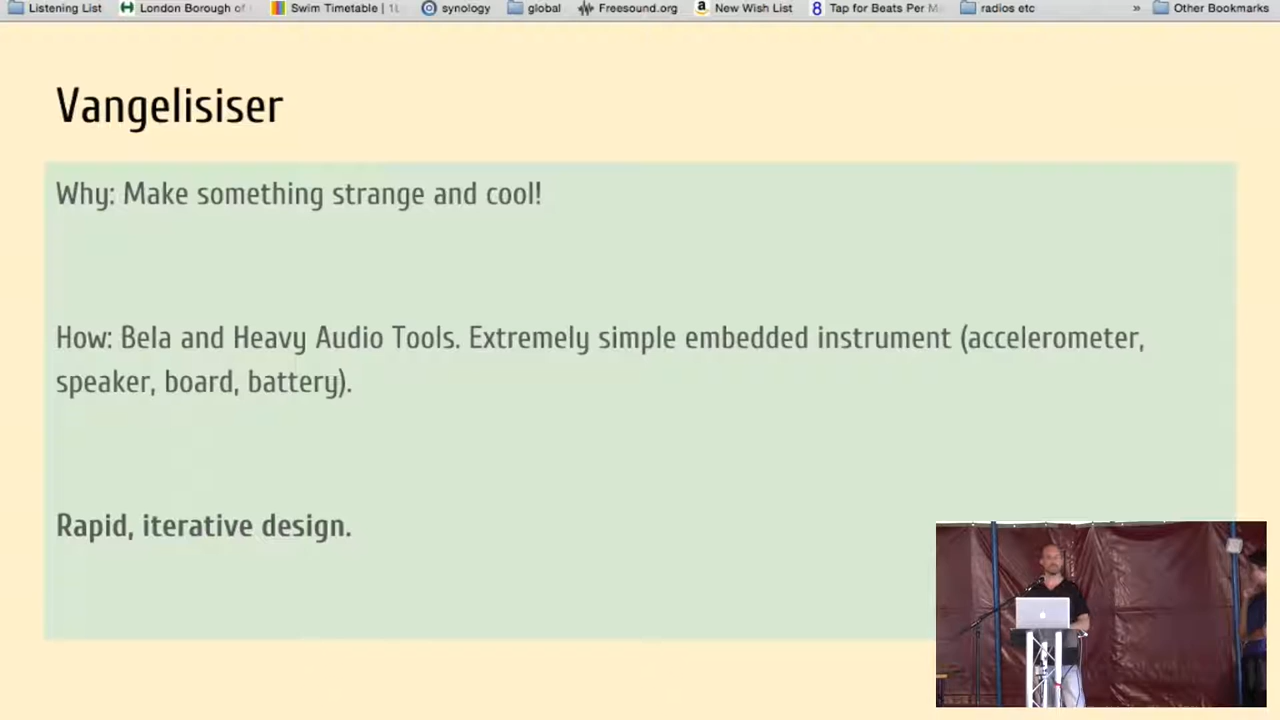 Listening List London Borough of Swim Timetable | 1L synology global Freesound.org New Wish List Tap for Beats Per M radios etc » Other Bookmarks
Vangelisiser
Why: Make something strange and cool!
How: Bela and Heavy Audio Tools. Extremely simple embedded instrument (accelerometer,
speaker, board, battery).
Rapid, iterative design.